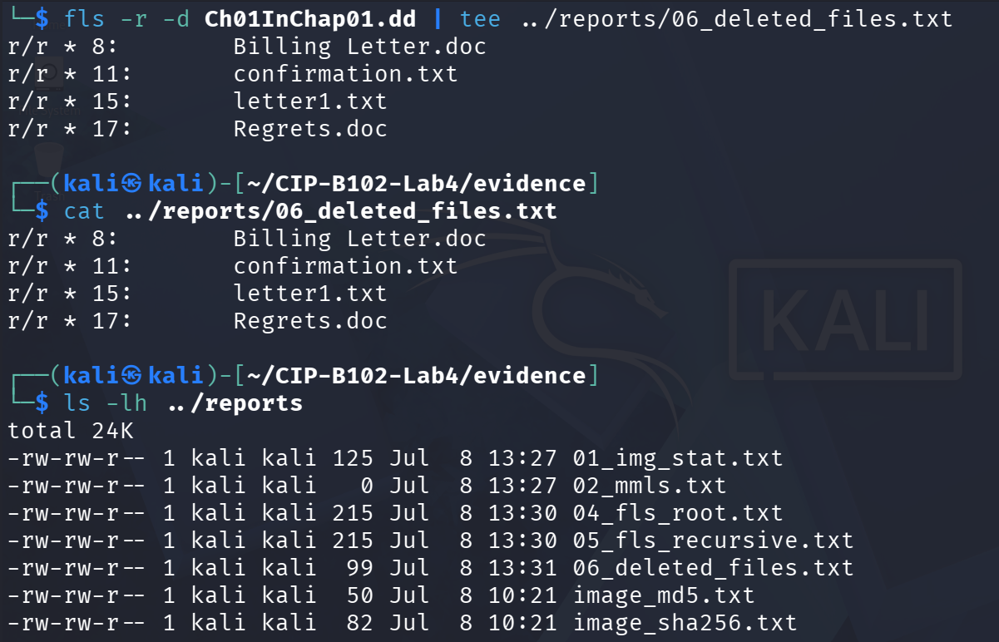 └─$ fls -r -d Ch01InChap01.dd | tee ../reports/06_deleted_files.txt
r/r * 8:        Billing Letter.doc
r/r * 11:       confirmation.txt
r/r * 15:       letter1.txt
r/r * 17:       Regrets.doc

┌──(kali㉿kali)-[~/CIP-B102-Lab4/evidence]
└─$ cat ../reports/06_deleted_files.txt
r/r * 8:        Billing Letter.doc
r/r * 11:       confirmation.txt
r/r * 15:       letter1.txt
r/r * 17:       Regrets.doc

┌──(kali㉿kali)-[~/CIP-B102-Lab4/evidence]
└─$ ls -lh ../reports
total 24K
-rw-rw-r-- 1 kali kali 125 Jul  8 13:27 01_img_stat.txt
-rw-rw-r-- 1 kali kali   0 Jul  8 13:27 02_mmls.txt
-rw-rw-r-- 1 kali kali 215 Jul  8 13:30 04_fls_root.txt
-rw-rw-r-- 1 kali kali 215 Jul  8 13:30 05_fls_recursive.txt
-rw-rw-r-- 1 kali kali  99 Jul  8 13:31 06_deleted_files.txt
-rw-rw-r-- 1 kali kali  50 Jul  8 10:21 image_md5.txt
-rw-rw-r-- 1 kali kali  82 Jul  8 10:21 image_sha256.txt
KALI